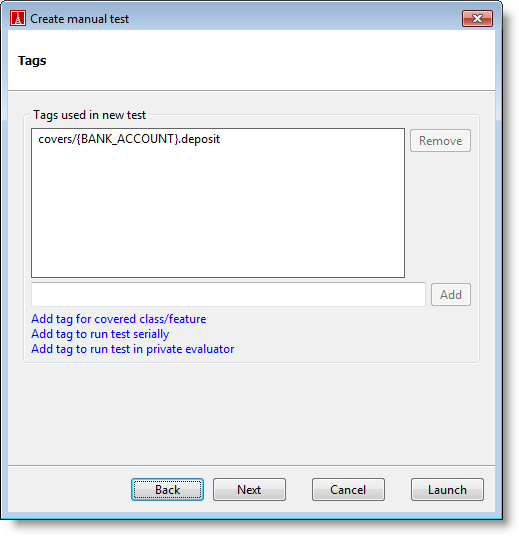 Create manual test
Tags
Tags used in new test
covers/{BANK_ACCOUNT}.deposit
Remove
Add
Add tag for covered class/feature
Add tag to run test serially
Add tag to run test in private evaluator
Back Next Cancel Launch